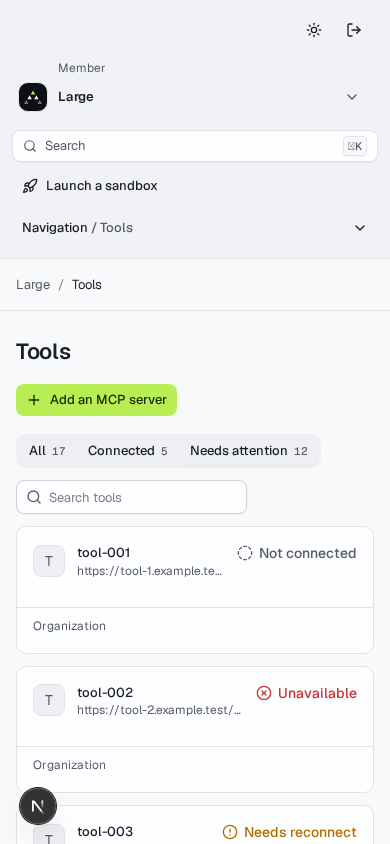 Member
Large
Search
K
Launch a sandbox
Navigation / Tools
Large / Tools
Tools
Add an MCP server
All 17 Connected 5 Needs attention 12
Search tools
T
tool-001
Not connected
https://tool-1.example.te...
Organization
T
tool-002
Unavailable
https://tool-2.example.test/...
Organization
N
T
tool-003
Needs reconnect